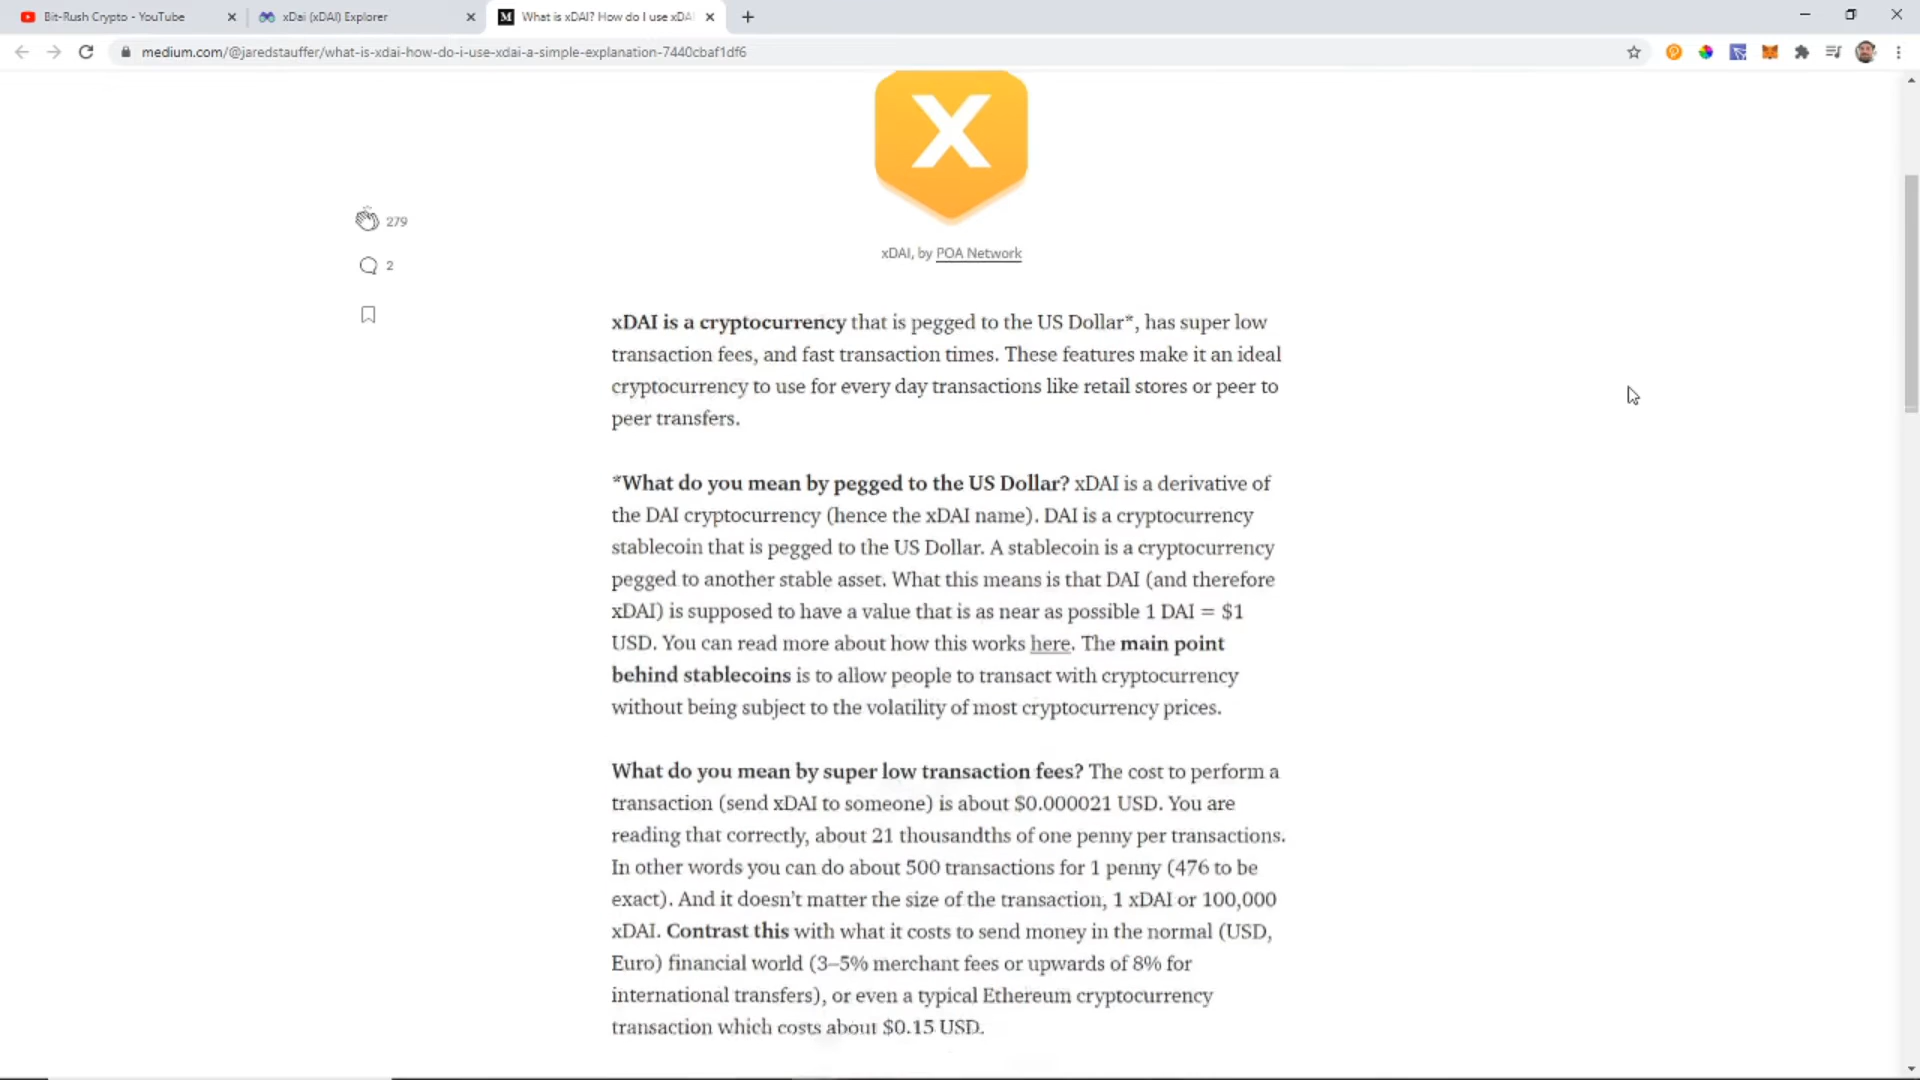 Bit-Rush Crypto - YouTube
xDai (xDAI) Explorer
What is xDAI? How do I use xDA
medium.com/@jaredstauffer/what-is-xdai-how-do-i-use-xdai-a-simple-explanation-7440cbaf1df6
X
279
2
xDAI, by POA Network
xDAI is a cryptocurrency that is pegged to the US Dollar*, has super low
transaction fees, and fast transaction times. These features make it an ideal
cryptocurrency to use for every day transactions like retail stores or peer to
peer transfers.
*What do you mean by pegged to the US Dollar? xDAI is a derivative of
the DAI cryptocurrency (hence the xDAI name). DAI is a cryptocurrency
stablecoin that is pegged to the US Dollar. A stablecoin is a cryptocurrency
pegged to another stable asset. What this means is that DAI (and therefore
xDAI) is supposed to have a value that is as near as possible 1 DAI = $1
USD. You can read more about how this works here. The main point
behind stablecoins is to allow people to transact with cryptocurrency
without being subject to the volatility of most cryptocurrency prices.
What do you mean by super low transaction fees? The cost to perform a
transaction (send xDAI to someone) is about $0.000021 USD. You are
reading that correctly, about 21 thousandths of one penny per transactions.
In other words you can do about 500 transactions for 1 penny (476 to be
exact). And it doesn't matter the size of the transaction, 1 xDAI or 100,000
xDAI. Contrast this with what it costs to send money in the normal (USD,
Euro) financial world (3–5% merchant fees or upwards of 8% for
international transfers), or even a typical Ethereum cryptocurrency
transaction which costs about $0.15 USD.